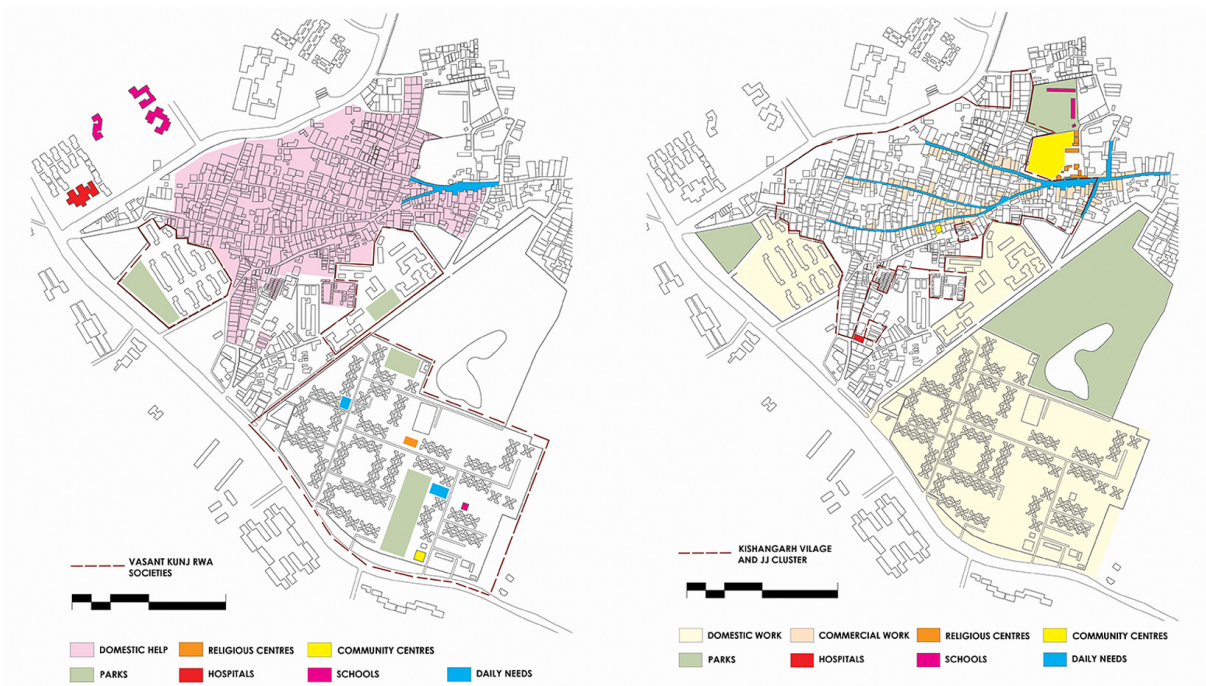 VASANT KUNJ RWA
SOCIETIES
DOMESTIC HELP
RELIGIOUS CENTRES
COMMUNITY CENTRES
PARKS
HOSPITALS
SCHOOLS
DAILY NEEDS
KISHANGARH VILAGE
AND JJ CLUSTER
DOMESTIC WORK
COMMERCIAL WORK
RELIGIOUS CENTRES
COMMUNITY CENTRES
PARKS
HOSPITALS
SCHOOLS
DAILY NEEDS